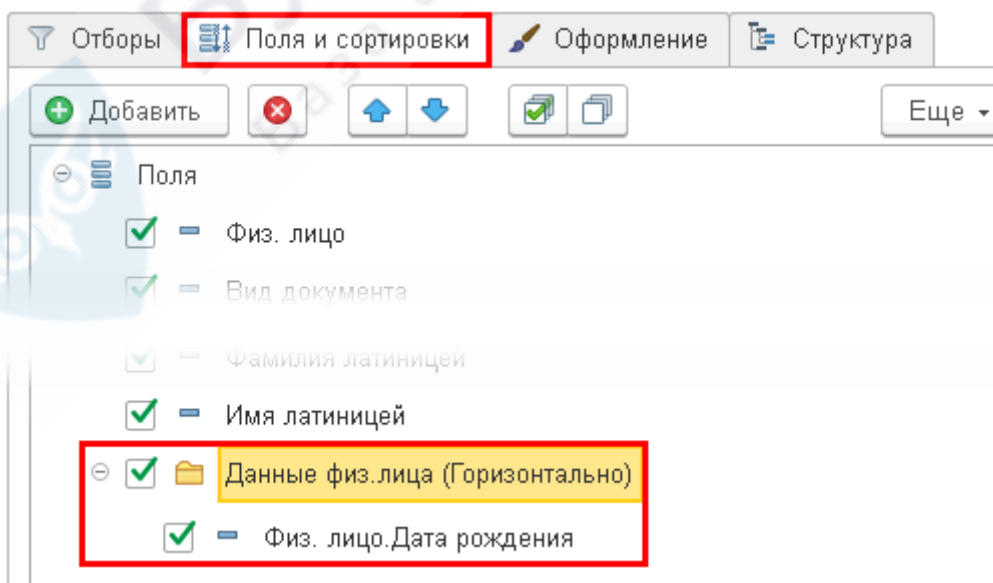 Отборы Поля и сортировки Оформление Структура
Добавить Еще
Поля
Физ. лицо
Вид документа
Фамилия латиницей
Имя латиницей
Данные физ.лица (Горизонтально)
Физ. лицо.Дата рождения